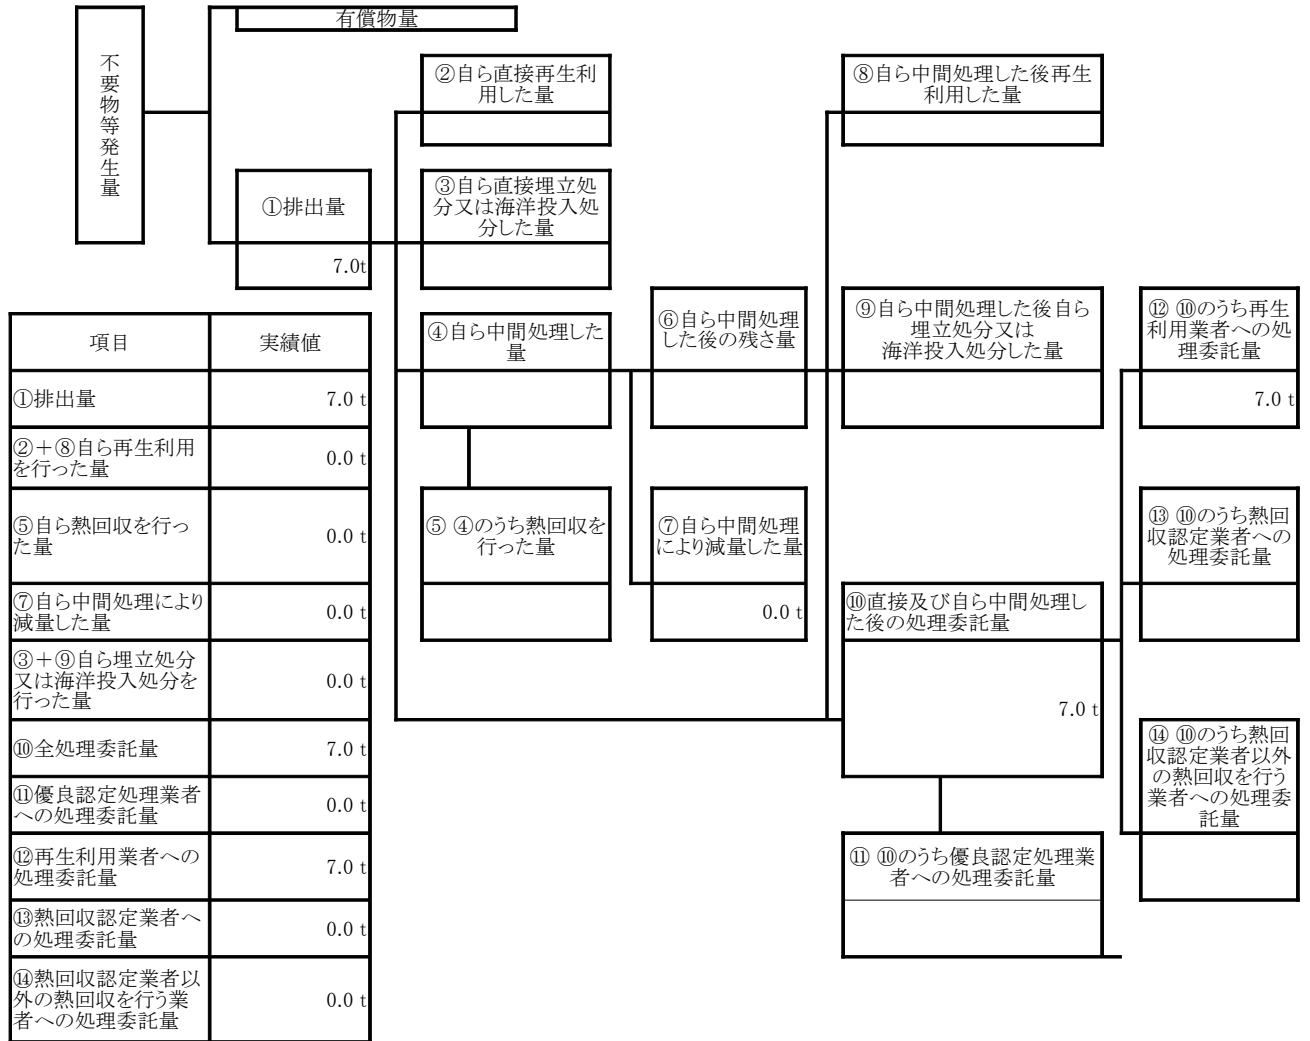 有償物量
不要物等発生量
②自ら直接再生利
用した量
⑧自ら中間処理した後再生
利用した量
①排出量
7.0t
③自ら直接埋立処
分又は海洋投入処
分した量
④自ら中間処理した
量
⑥自ら中間処理
した後の残さ量
⑨自ら中間処理した後自ら
埋立処分又は
海洋投入処分した量
⑫ ⑩のうち再生
利用業者への処
理委託量
7.0 t
⑤ ④のうち熱回収を
行った量
⑦自ら中間処理
により減量した量
0.0 t
⑩直接及び自ら中間処理し
た後の処理委託量
7.0 t
⑬ ⑩のうち熱回
収認定業者への
処理委託量
⑭ ⑩のうち熱回
収認定業者以外
の熱回収を行う
業者への処理委
託量
⑪ ⑩のうち優良認定処理業
者への処理委託量
項目 実績値
①排出量 7.0 t
②＋⑧自ら再生利用
を行った量 0.0 t
⑤自ら熱回収を行っ
た量 0.0 t
⑦自ら中間処理により
減量した量 0.0 t
③＋⑨自ら埋立処分
又は海洋投入処分を
行った量 0.0 t
⑩全処理委託量 7.0 t
⑪優良認定処理業者
への処理委託量 0.0 t
⑫再生利用業者への
処理委託量 7.0 t
⑬熱回収認定業者へ
の処理委託量 0.0 t
⑭熱回収認定業者以
外の熱回収を行う業
者への処理委託量 0.0 t